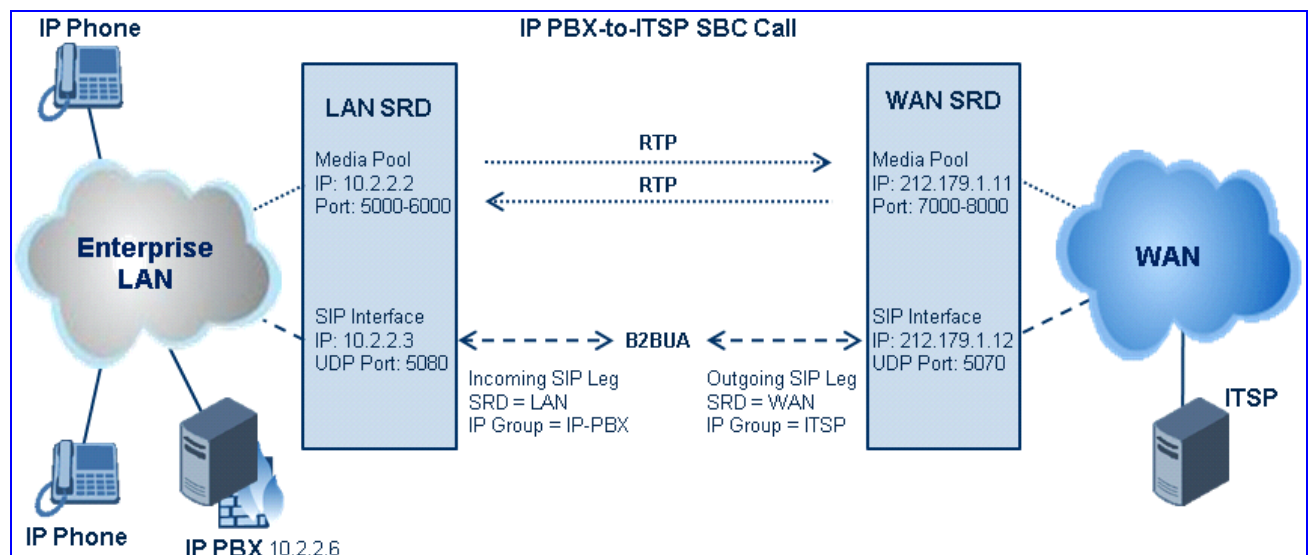 IP Phone
IP PBX-to-ITSP SBC Call
LAN SRD
Media Pool
IP: 10.2.2.2
Port: 5000-6000
SIP Interface
IP: 10.2.2.3
UDP Port: 5080
RTP
RTP
WAN SRD
Media Pool
IP: 212.179.1.11
Port: 7000-8000
SIP Interface
IP: 212.179.1.12
UDP Port: 5070
Enterprise
LAN
WAN
B2BUA
Incoming SIP Leg
SRD = LAN
IP Group = IP-PBX
Outgoing SIP Leg
SRD = WAN
IP Group = ITSP
ITSP
IP Phone
IP PBX 10.2.2.6